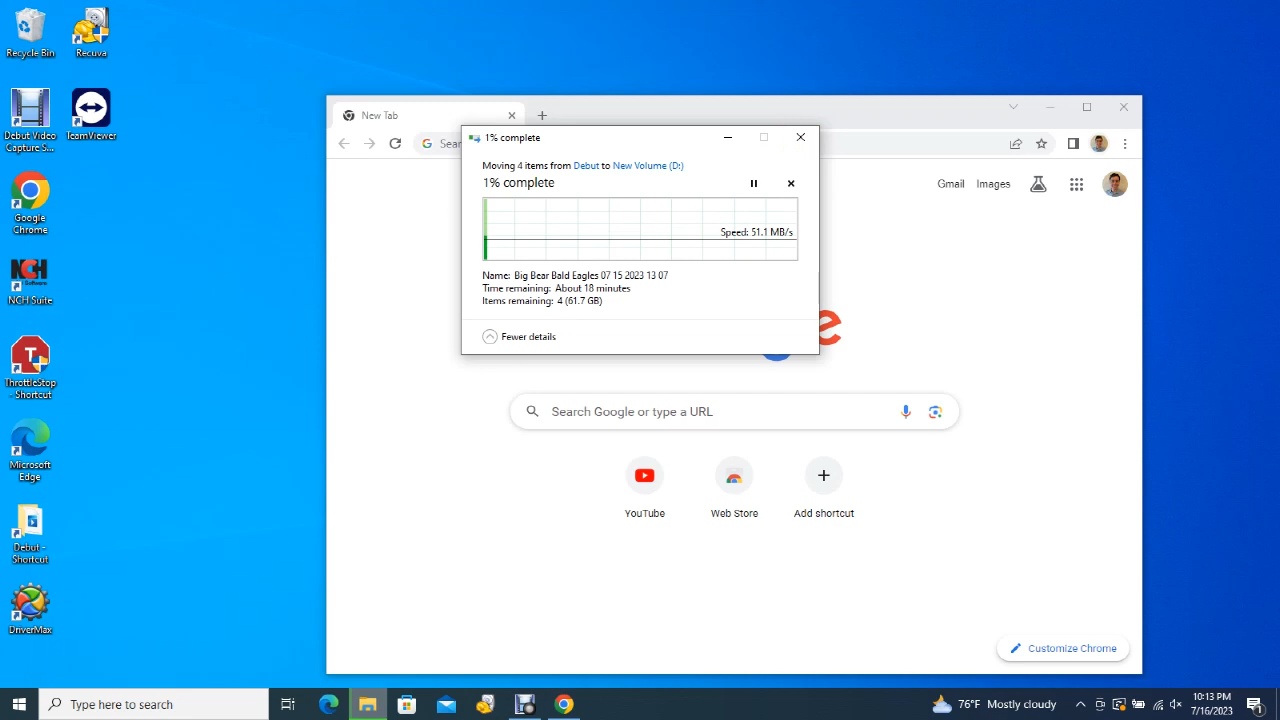 Recycle Bin
Recuva
Debut Video
Capture S...
TeamViewer
Google
Chrome
NCH
Software
NCH Suite
T
ThrottleStop
- Shortcut
Microsoft
Edge
Debut -
Shortcut
DriverMax
New Tab
Sear
1% complete
Moving 4 items from Debut to New Volume (D:)
1% complete
Speed: 51.1 MB/s
Name: Big Bear Bald Eagles 07 15 2023 13 07
Time remaining: About 18 minutes
Items remaining: 4 (61.7 GB)
Fewer details
Gmail
Images
e
Search Google or type a URL
YouTube
Web Store
Add shortcut
Customize Chrome
Type here to search
76°F Mostly cloudy
10:13 PM
7/16/2023
1